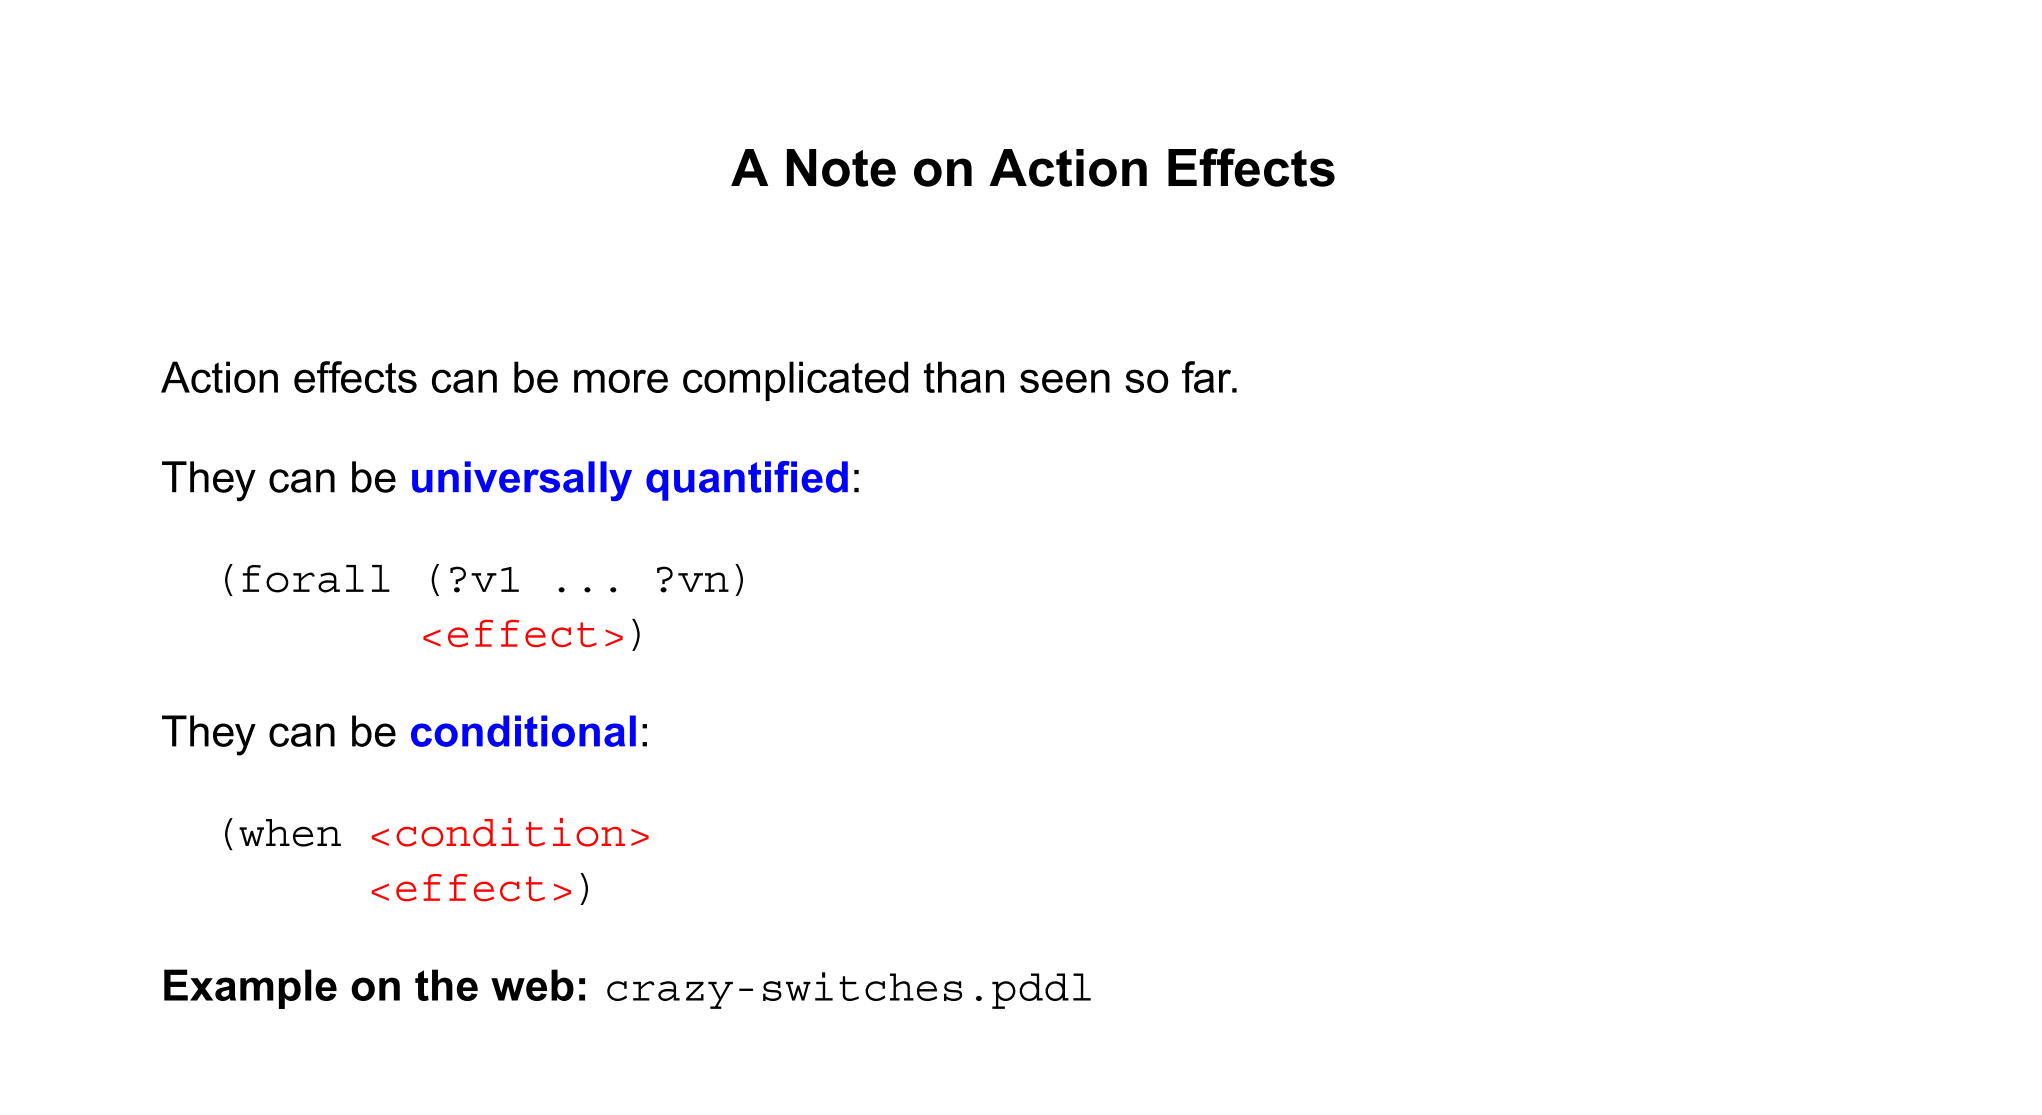 A Note on Action Effects
Action effects can be more complicated than seen so far.
They can be universally quantified:
(forall (?v1 ... ?vn)
<effect>)
They can be conditional:
(when <condition>
<effect>)
Example on the web: crazy-switches.pddl